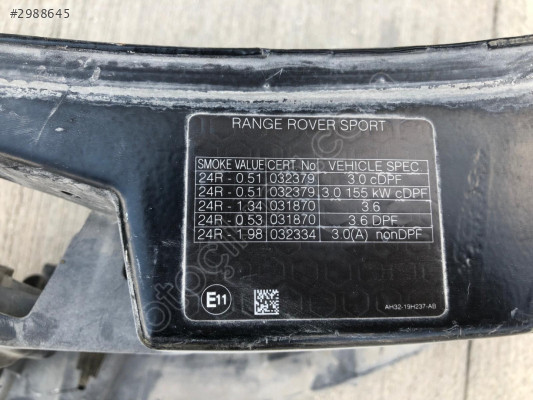 #2988645
RANGE ROVER SPORT
SMOKE VALUE CERT. No VEHICLE SPEC
24R - 0.51 032379 3.0 cDPF
24R - 0.51 032379 3.0 155 kW cDPF
24R - 1.34 031870 3.6
24R - 0.53 031870 3.6 DPF
24R - 1.98 032334 3.0(A) nonDPF
E11
AH32-19H237-AB